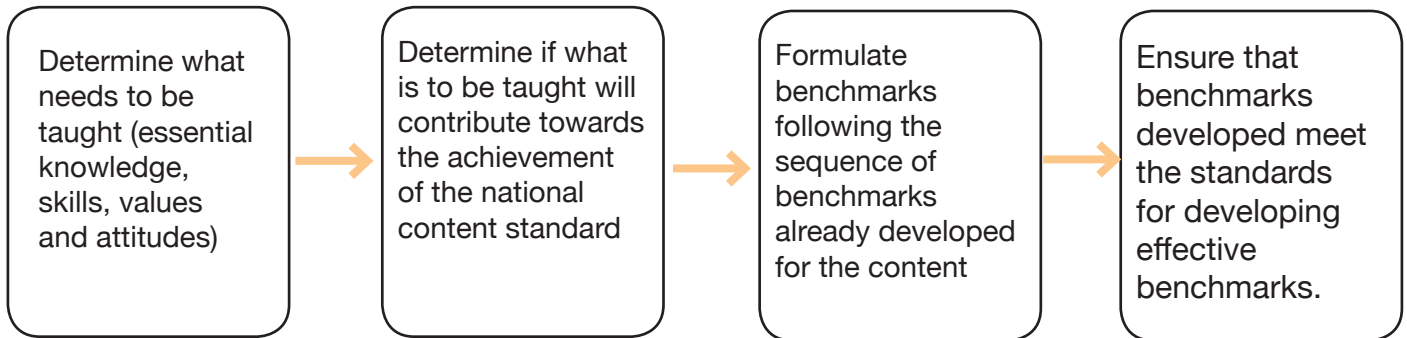 Determine what
needs to be
taught (essential
knowledge,
skills, values
and attitudes)
Determine if what
is to be taught will
contribute towards
the achievement
of the national
content standard
Formulate
benchmarks
following the
sequence of
benchmarks
already developed
for the content
Ensure that
benchmarks
developed meet
the standards
for developing
effective
benchmarks.